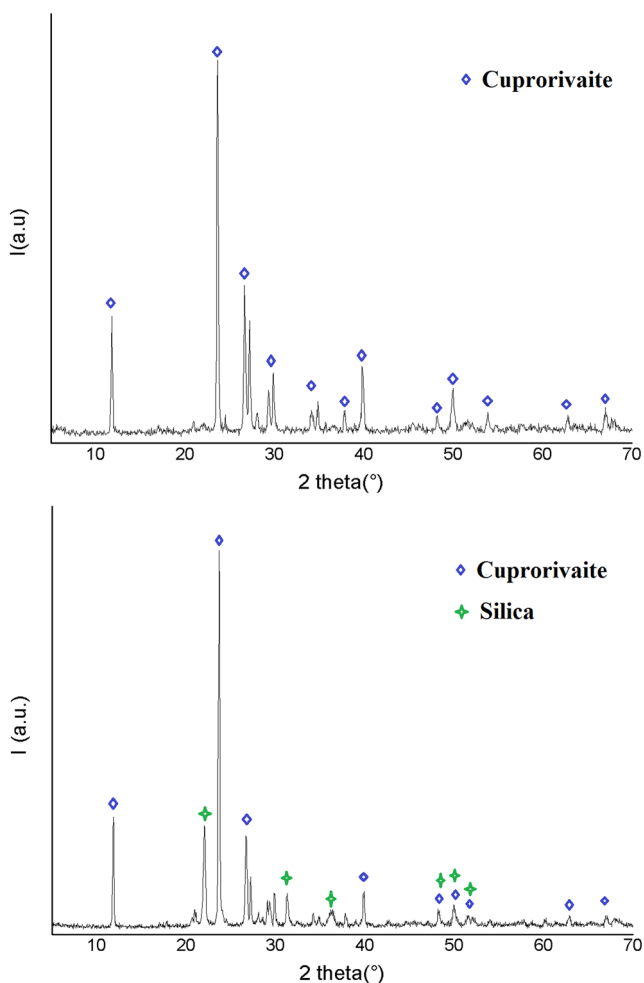 Cuprorivaite
I(a.u)
10 20 30 40 50 60 70
2 theta(°)
Cuprorivaite
Silica
I (a.u.)
10 20 30 40 50 60 70
2 theta(°)